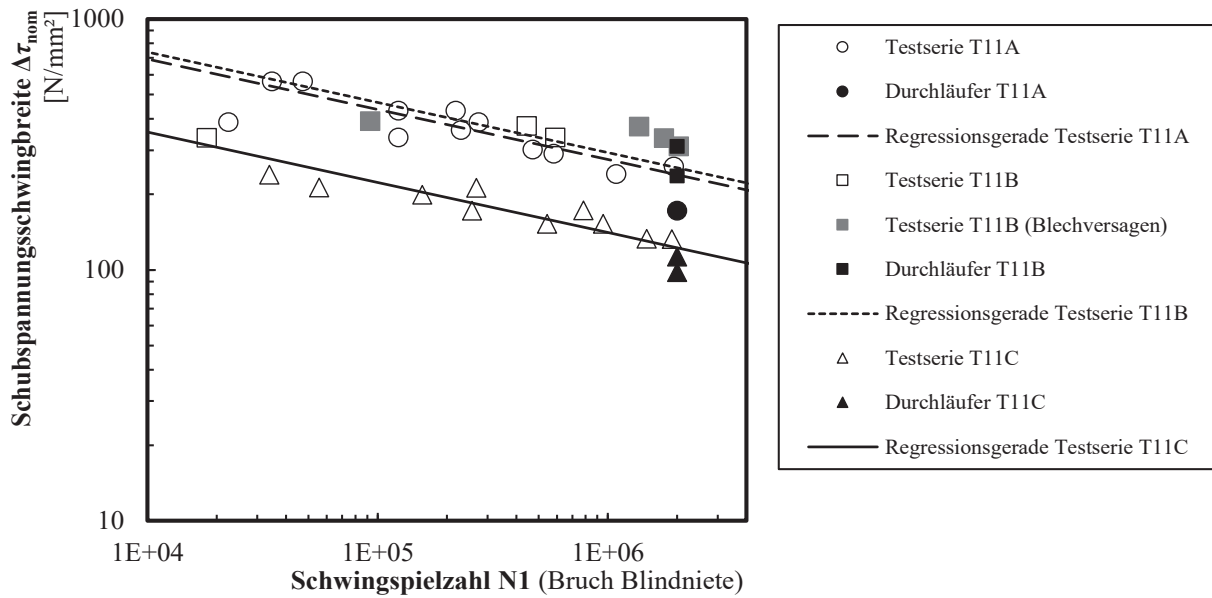 Schubspannungsschwingbreite Δτnom
[N/mm²]
1000
100
10
1E+04
1E+05
1E+06
Schwingspielzahl N1 (Bruch Blindniete)
Testserie T11A
Durchläufer T11A
Regressionsgerade Testserie T11A
Testserie T11B
Testserie T11B (Blechversagen)
Durchläufer T11B
Regressionsgerade Testserie T11B
Testserie T11C
Durchläufer T11C
Regressionsgerade Testserie T11C